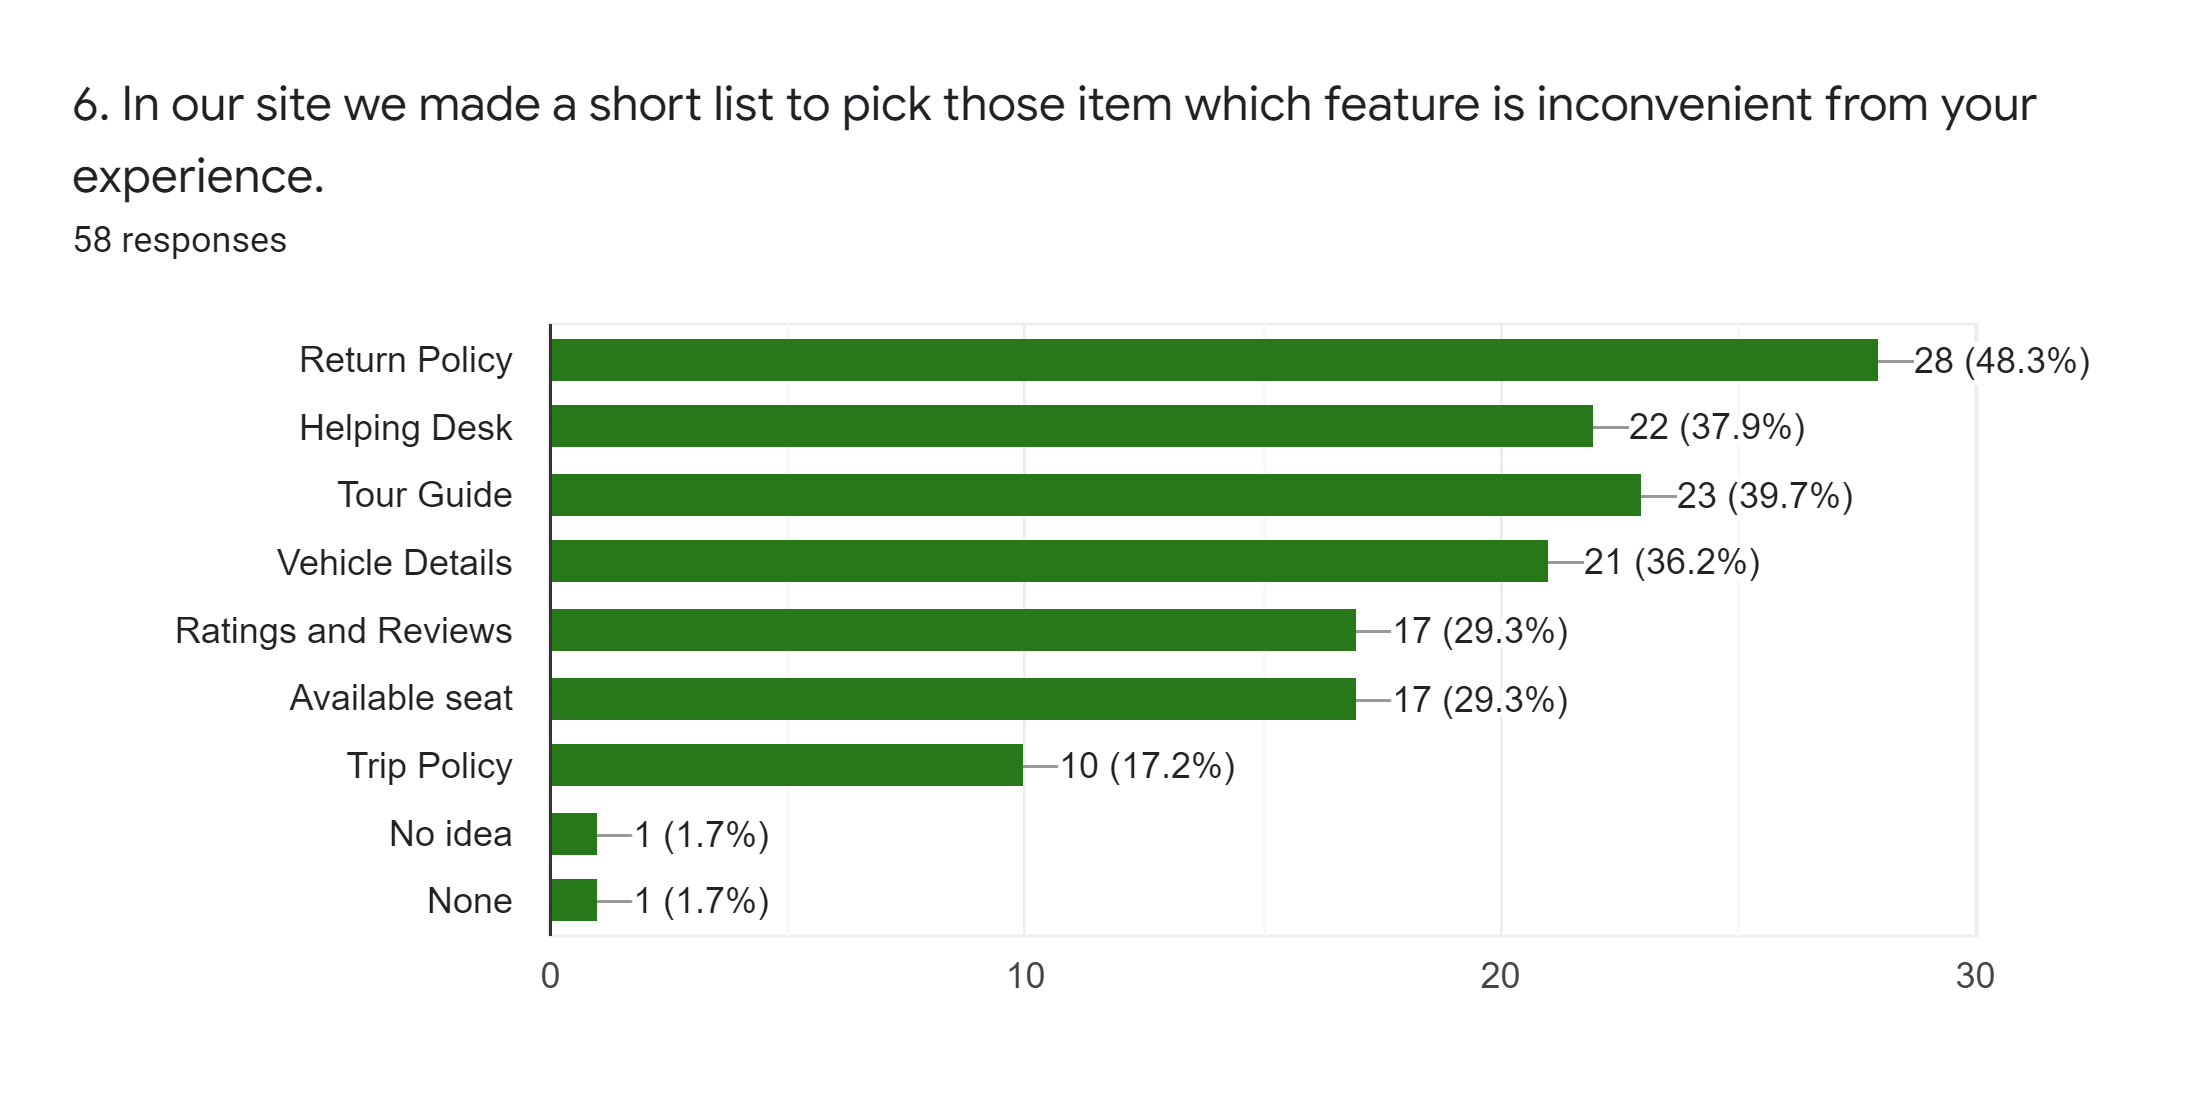 6. In our site we made a short list to pick those item which feature is inconvenient from your
experience.
58 responses
Return Policy 28 (48.3%)
Helping Desk 22 (37.9%)
Tour Guide 23 (39.7%)
Vehicle Details 21 (36.2%)
Ratings and Reviews 17 (29.3%)
Available seat 17 (29.3%)
Trip Policy 10 (17.2%)
No idea 1 (1.7%)
None 1 (1.7%)
0 10 20 30